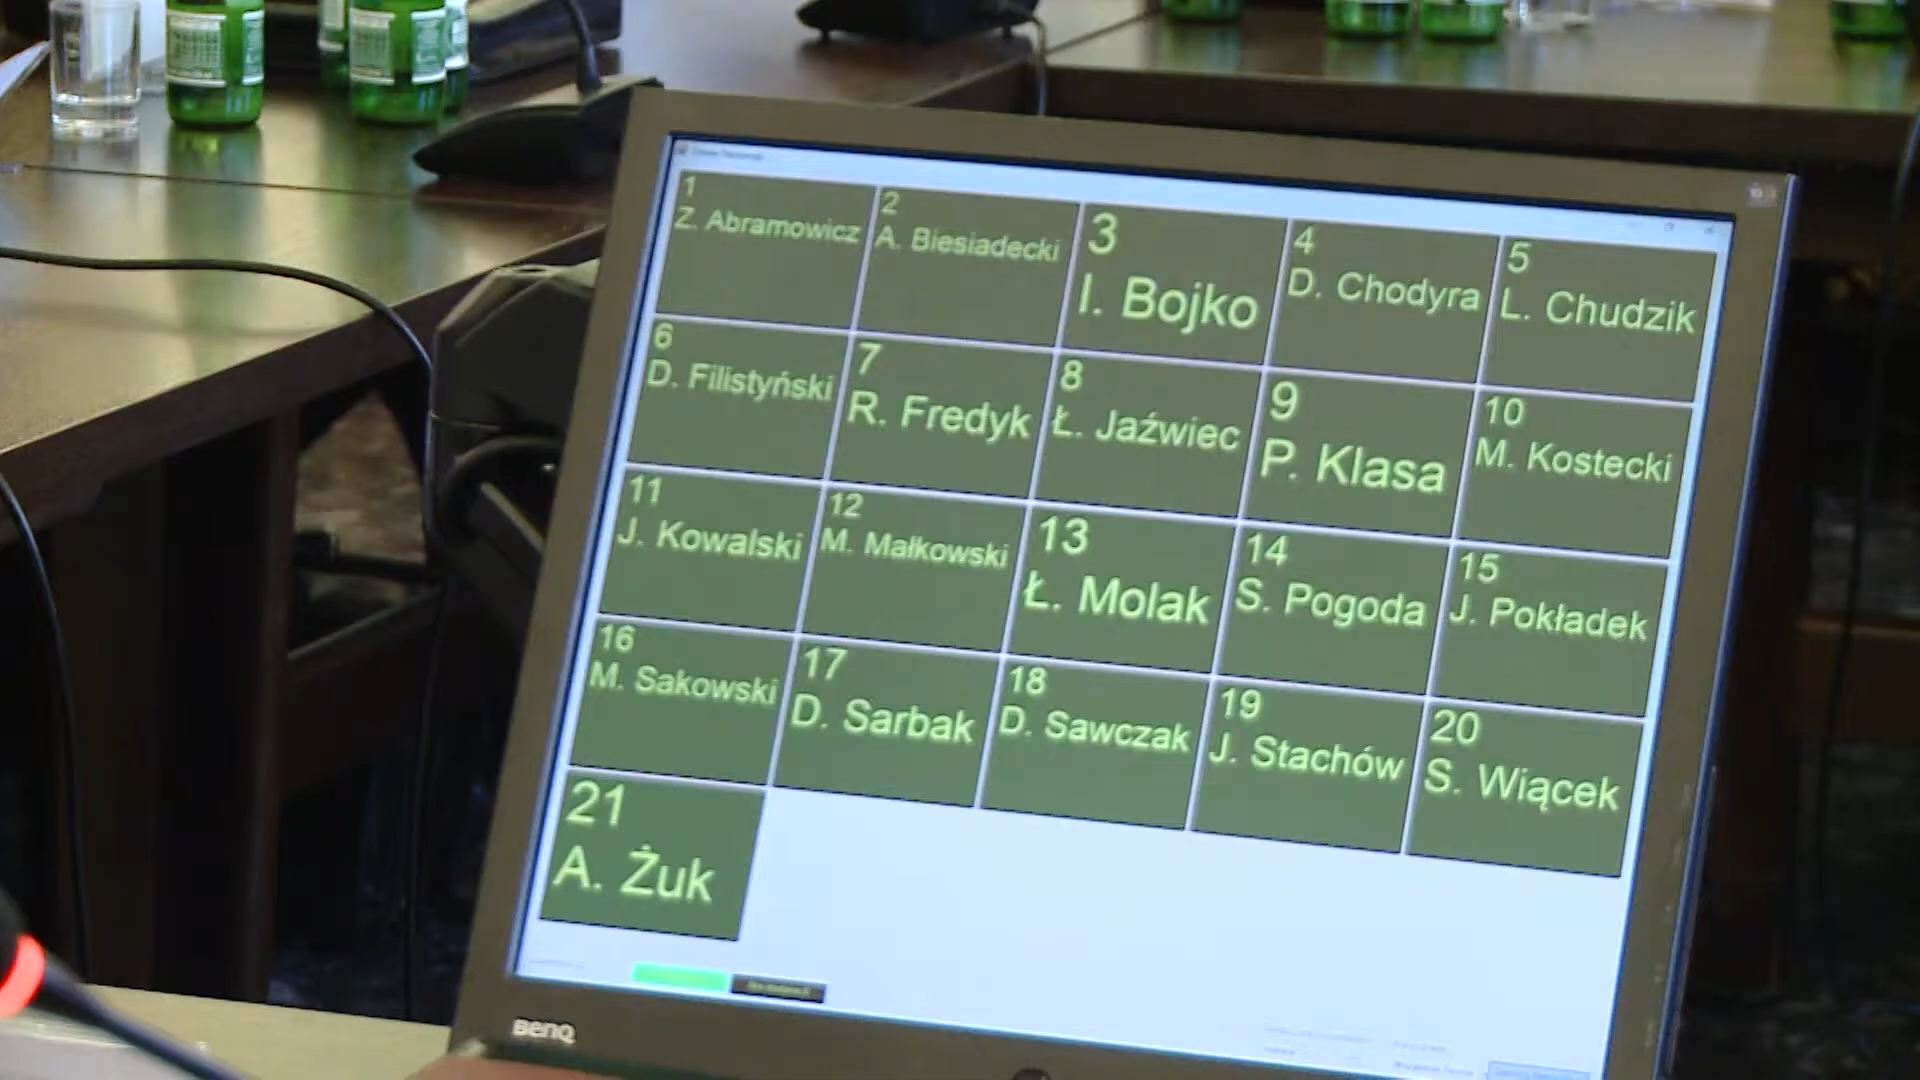 1
Z. Abramowicz
2
A. Biesiadecki
3
I. Bojko
4
D. Chodyra
5
L. Chudzik
6
D. Filistyński
7
R. Fredyk
8
Ł. Jaźwiec
9
P. Klasa
10
M. Kostecki
11
J. Kowalski
12
M. Małkowski
13
Ł. Molak
14
S. Pogoda
15
J. Pokładek
16
M. Sakowski
17
D. Sarbak
18
D. Sawczak
19
J. Stachów
20
S. Wiącek
21
A. Żuk
BenQ